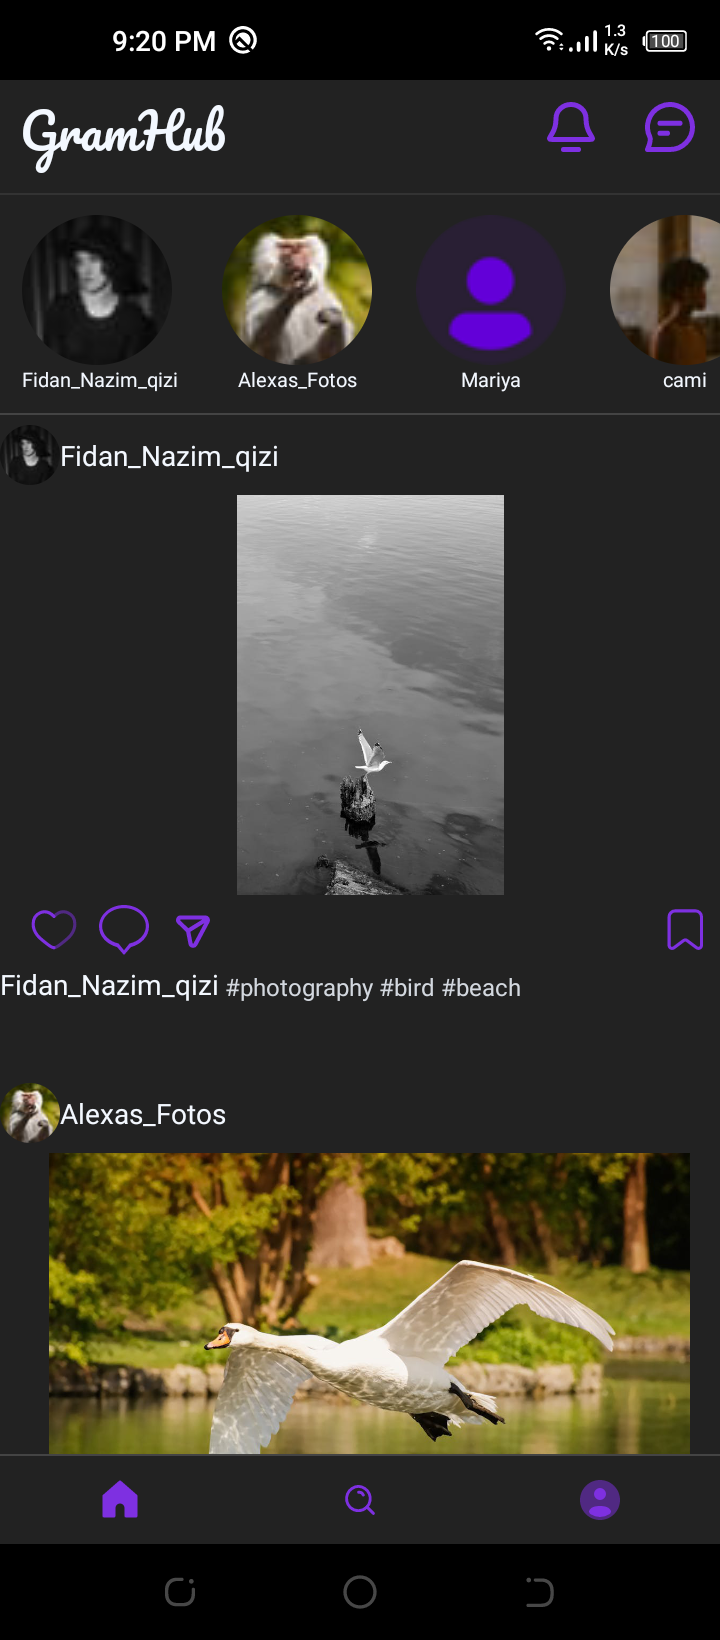 9:20 PM
1.3
K/s
100
GramHub
Fidan_Nazim_qizi
Alexas_Fotos
Mariya
cami
Fidan_Nazim_qizi
Fidan_Nazim_qizi #photography #bird #beach
Alexas_Fotos